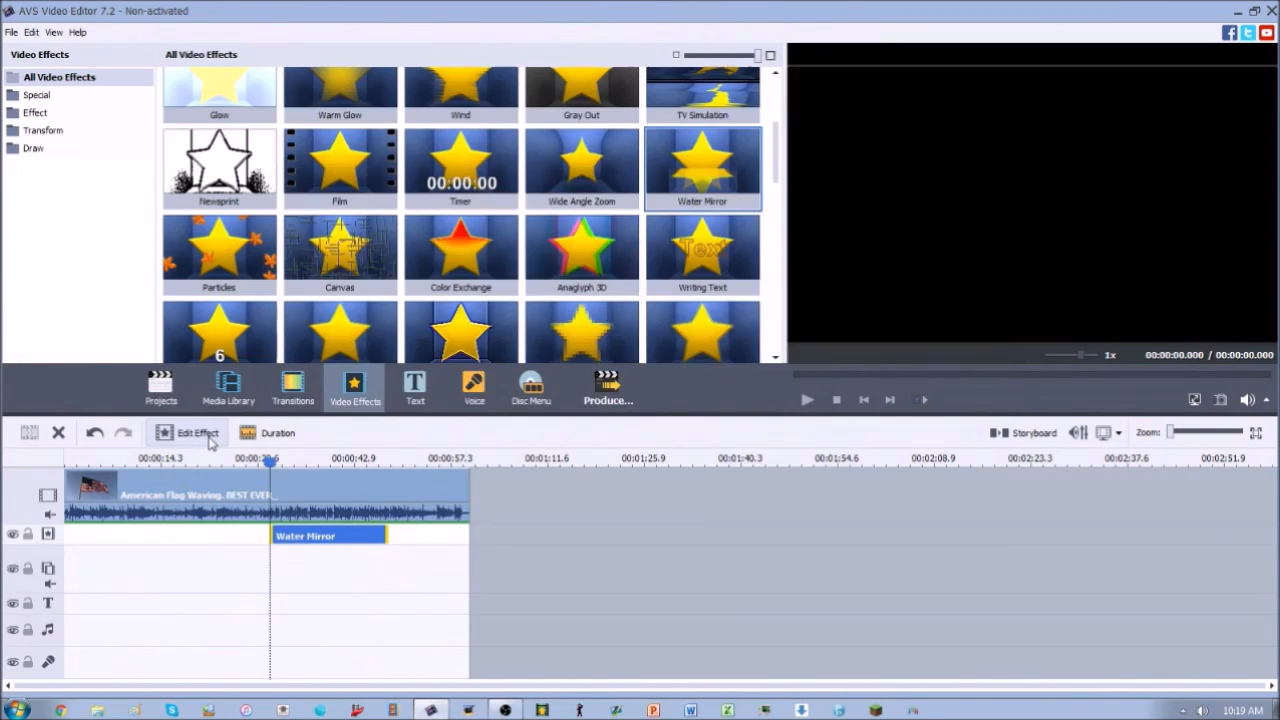 AVS Video Editor 7.2 - Non-activated
File Edit View Help
Video Effects
All Video Effects
All Video Effects
Special
Effect
Transform
Draw
Glow
Warm Glow
Wind
Gray Out
TV Simulation
00:00:00
Newsprint
Film
Timer
Wide Angle Zoom
Water Mirror
Text
Particles
Canvas
Color Exchange
Anaglyph 3D
Writing Text
6
1x
00:00:00.000 / 00:00:00.000
Projects
Media Library
Transitions
Video Effects
Text
Voice
Disc Menu
Produce...
Edit Effect
Duration
Storyboard
Zoom:
00:00:14.3
00:00:42.9
00:00:57.3
00:01:11.6
00:01:25.9
00:01:40.3
00:01:54.6
00:02:08.9
00:02:23.3
00:02:37.6
00:02:51.9
American Flag Waving. BEST EVER_
Water Mirror
10:19 AM